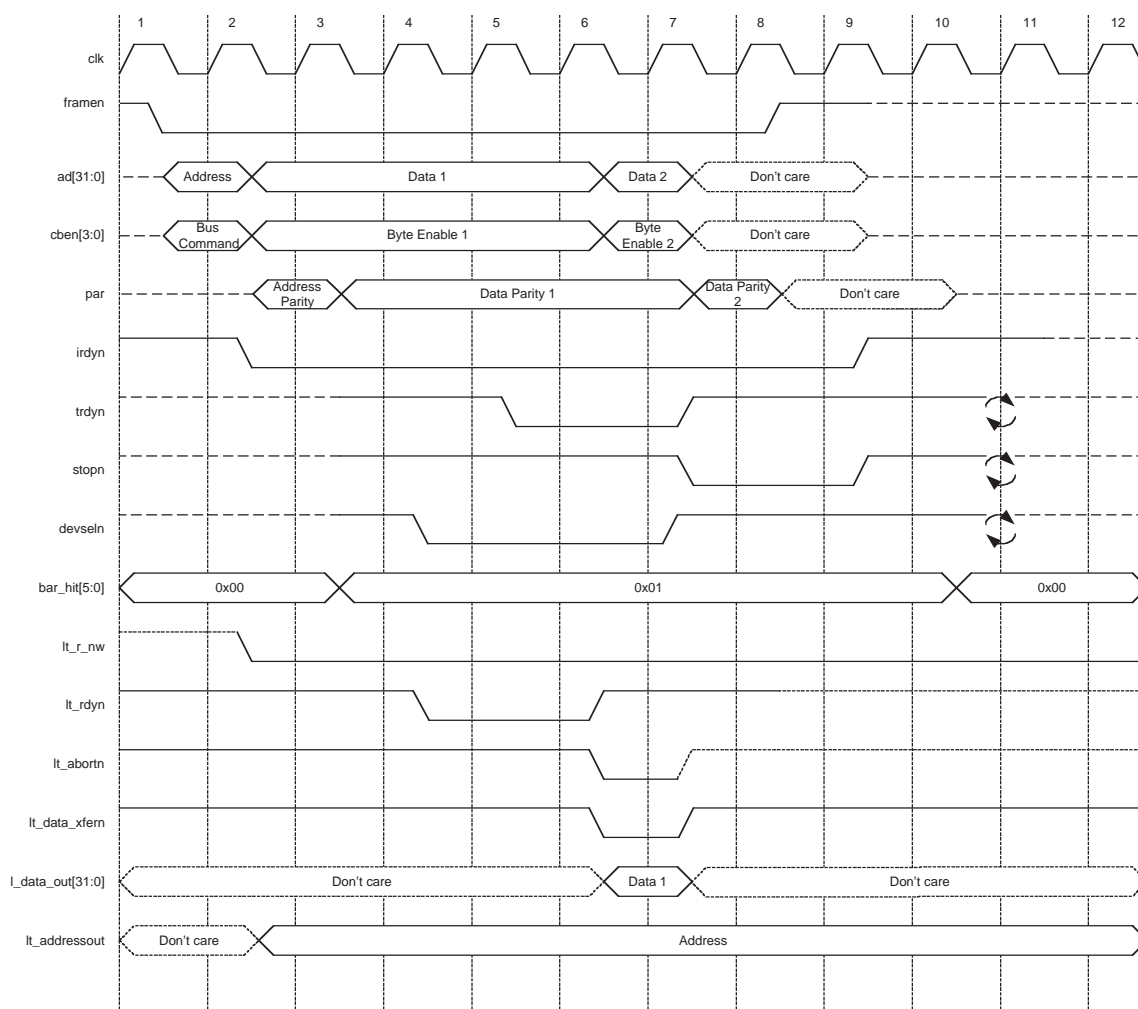 1 2 3 4 5 6 7 8 9 10 11 12
clk
framen
ad[31:0] Address Data 1 Data 2 Don't care
cben[3:0] Bus Command Byte Enable 1 Byte Enable 2 Don't care
par Address Parity Data Parity 1 Data Parity 2 Don't care
irdyn
trdyn
stopn
devseln
bar_hit[5:0] 0x00 0x01 0x00
lt_r_nw
lt_rdyn
lt_abortn
lt_data_xfern
l_data_out[31:0] Don't care Data 1 Don't care
lt_addressout Don't care Address